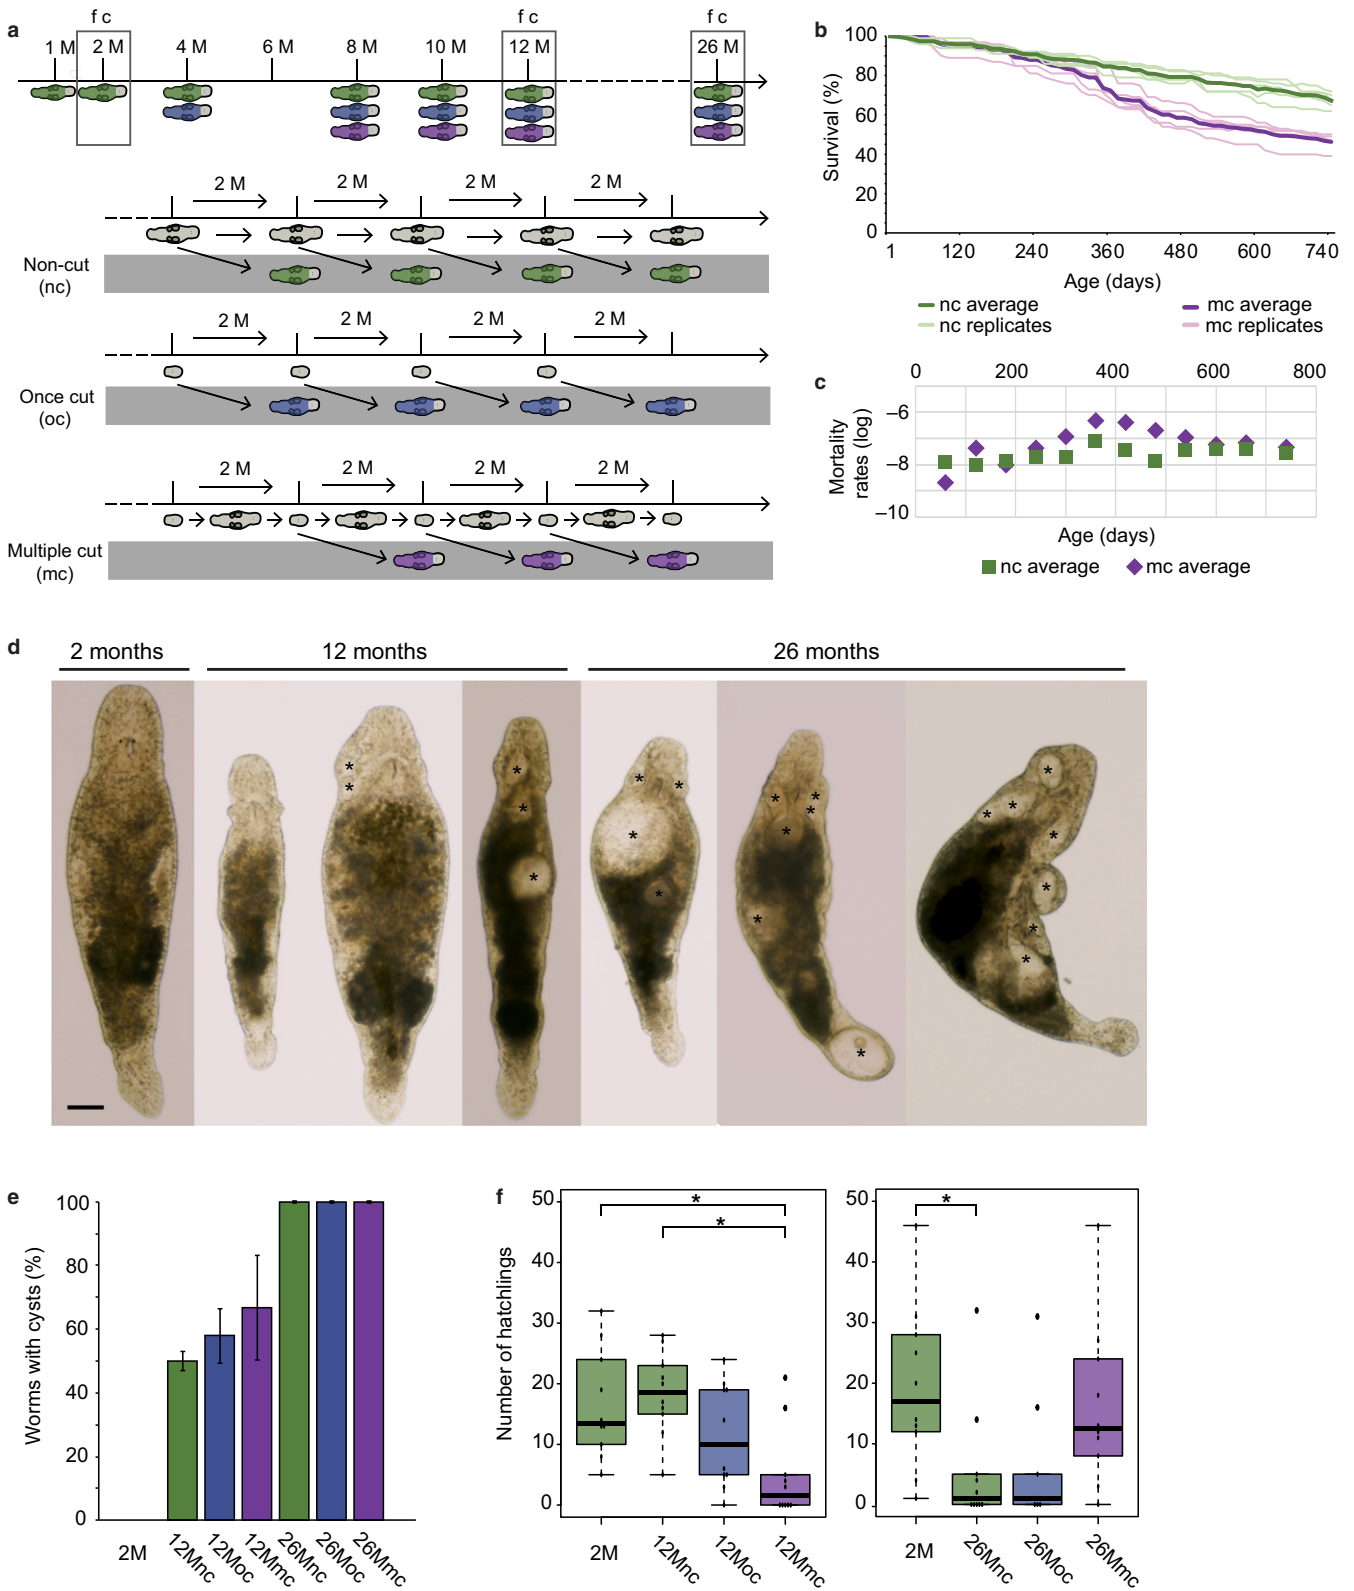 a
f c
f c
f c
1 M
2 M
4 M
6 M
8 M
10 M
12 M
26 M
2 M
2 M
2 M
2 M
Non-cut
(nc)
2 M
2 M
2 M
2 M
Once cut
(oc)
2 M
2 M
2 M
2 M
Multiple cut
(mc)
b
Survival (%)
100
80
60
40
20
0
1 120 240 360 480 600 740
Age (days)
nc average
mc average
nc replicates
mc replicates
c
0 200 400 600 800
Mortality
rates (log)
–6
–8
–10
Age (days)
nc average
mc average
d
2 months
12 months
26 months
* * * * * * * * * * * * * * * * * * * * * *
e
Worms with cysts (%)
100
80
60
40
20
0
2M 12Mnc 12Moc 12Mmc 26Mnc 26Moc 26Mmc
f
Number of hatchlings
50
40
30
20
10
0
*
*
2M 12Mnc 12Moc 12Mmc
50
40
30
20
10
0
*
2M 26Mnc 26Moc 26Mmc